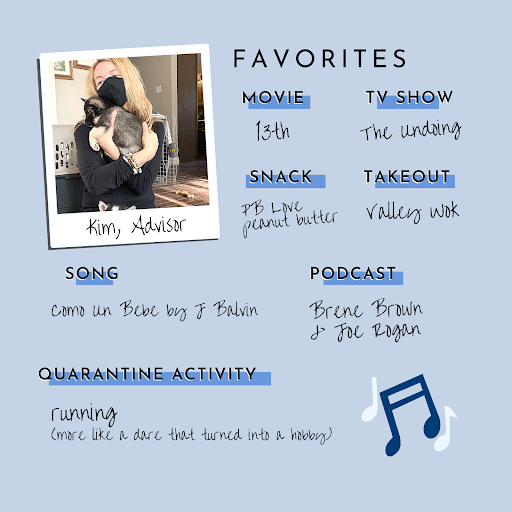 FAVORITES
MOVIE
13th
TV SHOW
The Undoing
SNACK
PB Love
peanut butter
TAKEOUT
Valley Wok
Kim, Advisor
SONG
Como Un Bebe by J Balvin
PODCAST
Brene Brown
& Joe Rogan
QUARANTINE ACTIVITY
running
(more like a dare that turned into a hobby)